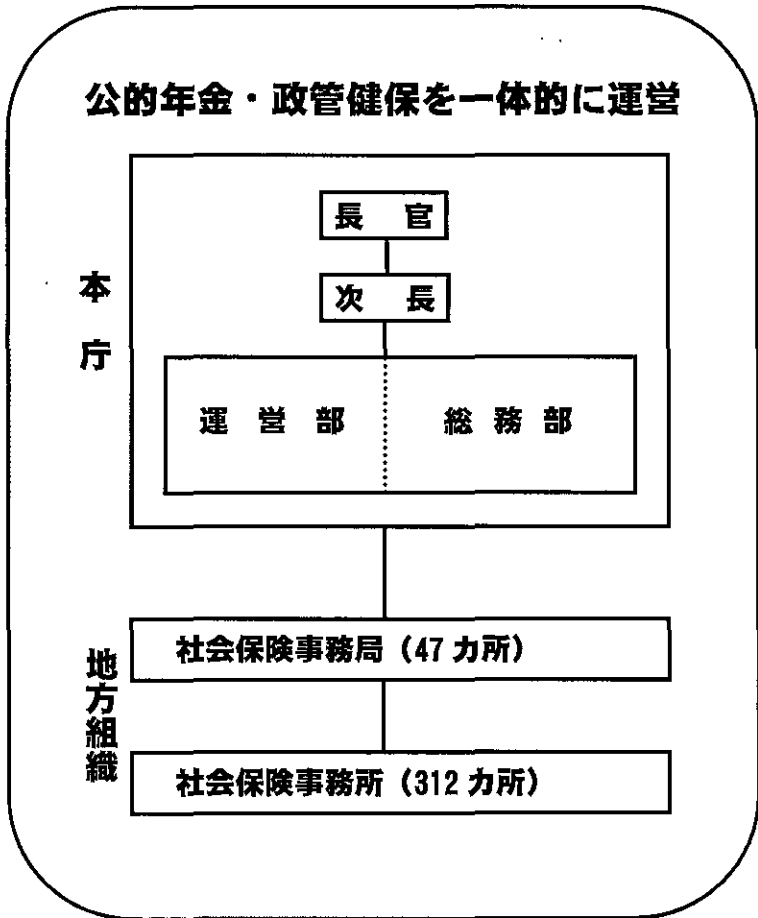 公的年金・政管健保を一体的に運営
本庁
長官
次長
運営部
総務部
地方組織
社会保険事務局（47カ所）
社会保険事務所（312カ所）